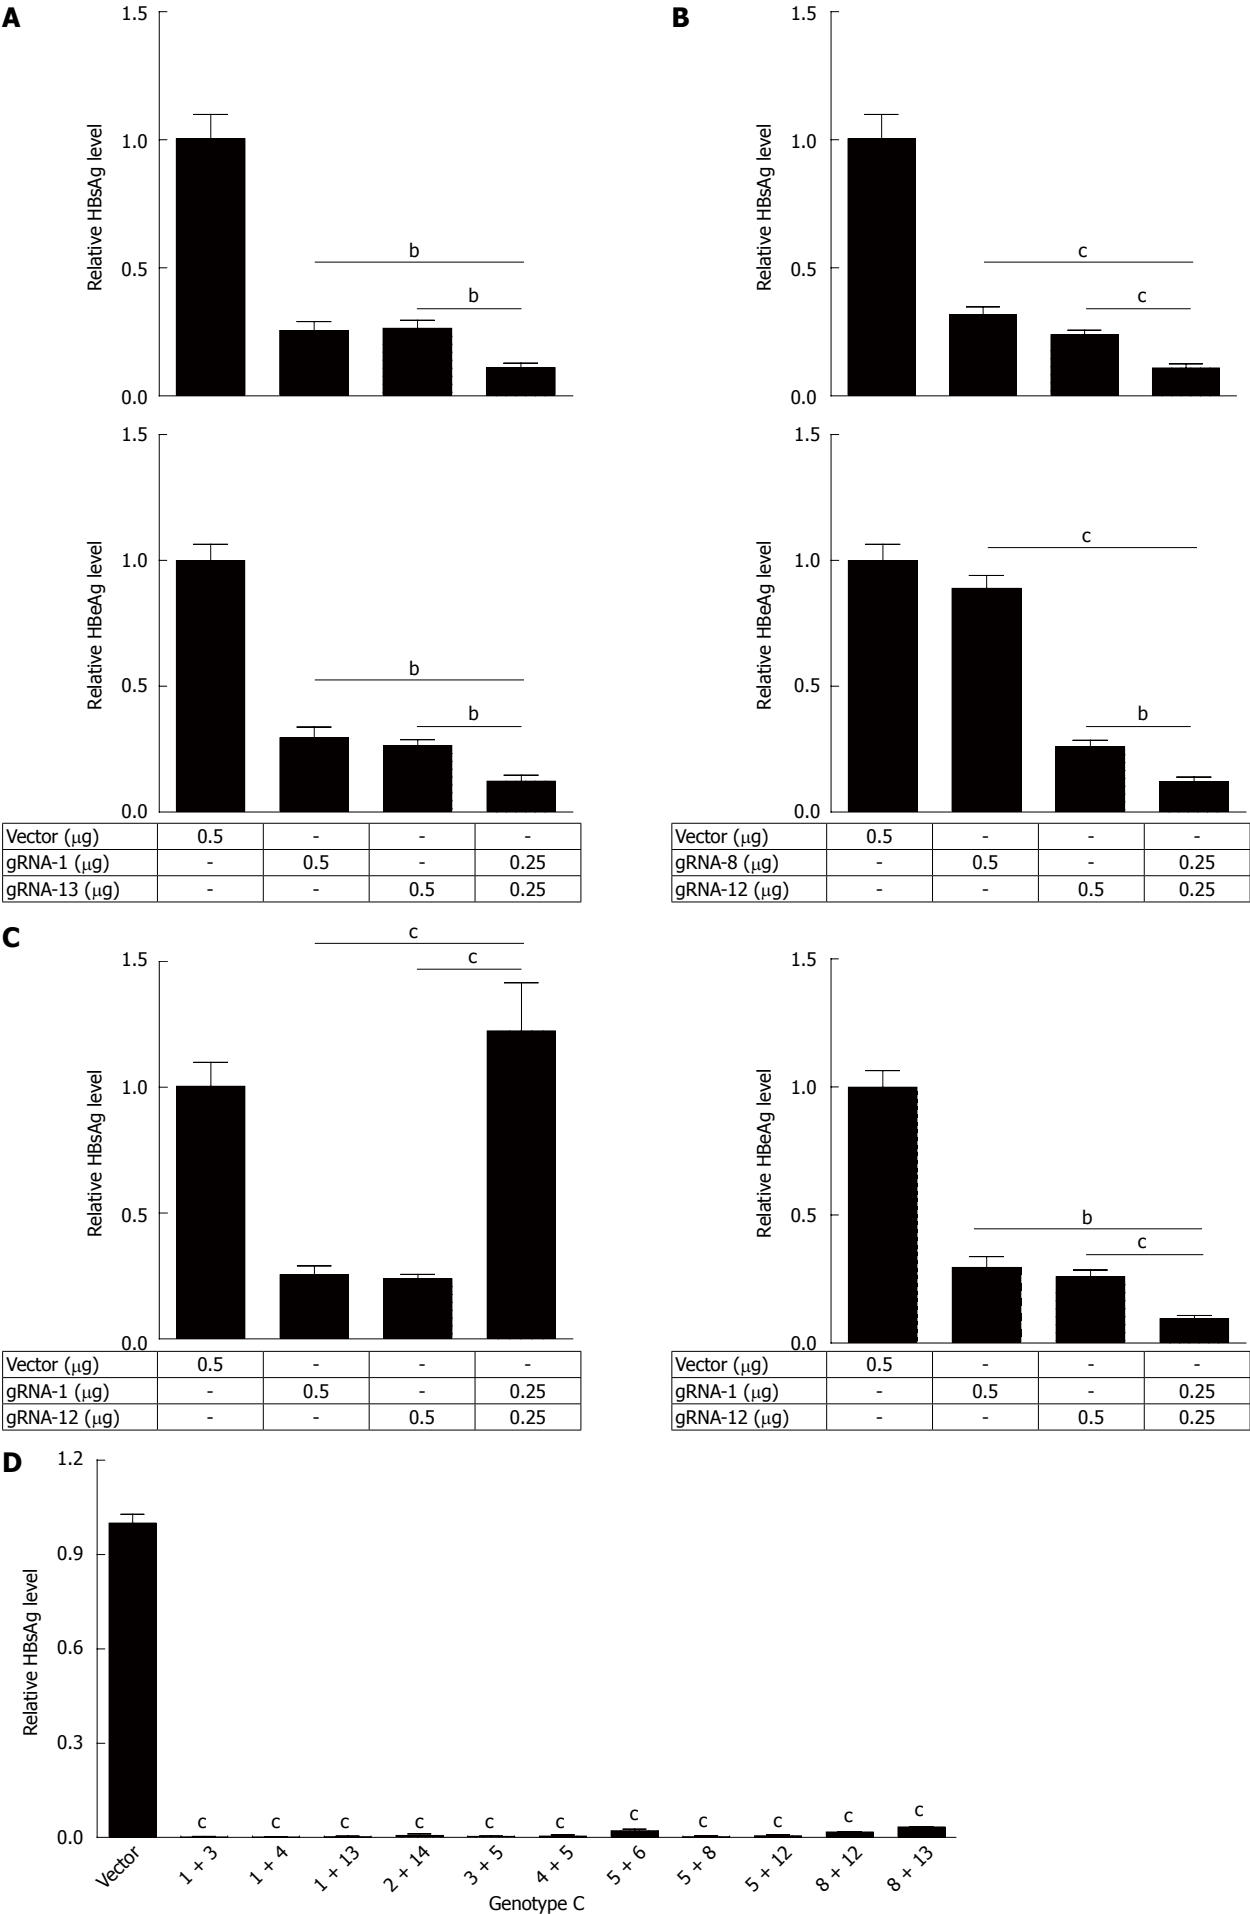 A
1.5
1.0
0.5
0.0
Relative HBsAg level
b
b
1.5
1.0
0.5
0.0
Relative HBeAg level
b
b
Vector (μg) 0.5 - - -
gRNA-1 (μg) - 0.5 - 0.25
gRNA-13 (μg) - - 0.5 0.25
B
1.5
1.0
0.5
0.0
Relative HBsAg level
c
c
1.5
1.0
0.5
0.0
Relative HBeAg level
c
b
Vector (μg) 0.5 - - -
gRNA-8 (μg) - 0.5 - 0.25
gRNA-12 (μg) - - 0.5 0.25
C
1.5
1.0
0.5
0.0
Relative HBsAg level
c
c
Vector (μg) 0.5 - - -
gRNA-1 (μg) - 0.5 - 0.25
gRNA-12 (μg) - - 0.5 0.25
1.5
1.0
0.5
0.0
Relative HBeAg level
b
c
Vector (μg) 0.5 - - -
gRNA-1 (μg) - 0.5 - 0.25
gRNA-12 (μg) - - 0.5 0.25
D
1.2
0.9
0.6
0.3
0.0
Relative HBsAg level
c c c c c c c c c c c
Vector 1 + 3 1 + 4 1 + 13 2 + 14 3 + 5 4 + 5 5 + 6 5 + 8 5 + 12 8 + 12 8 + 13
Genotype C